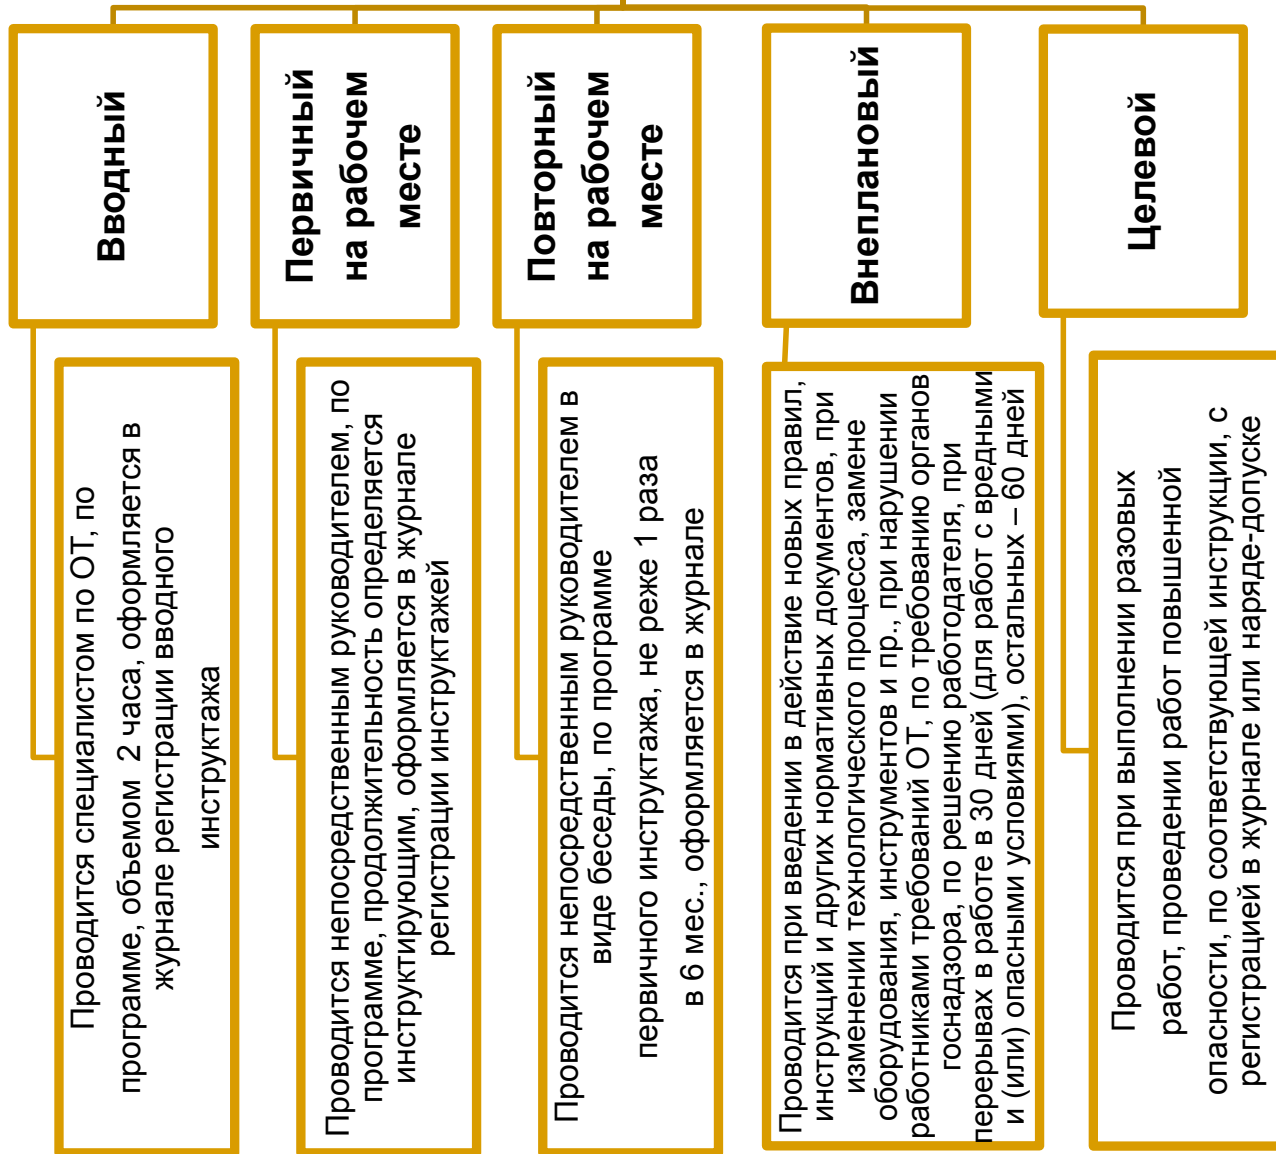 Вводный
Проводится специалистом по ОТ, по
программе, объемом 2 часа, оформляется в
журнале регистрации вводного
инструктажа
Первичный
на рабочем
месте
Проводится непосредственным руководителем, по
программе, продолжительность определяется
инструктирующим, оформляется в журнале
регистрации инструктажей
Повторный
на рабочем
месте
Проводится непосредственным руководителем в
виде беседы, по программе
первичного инструктажа, не реже 1 раза
в 6 мес., оформляется в журнале
Внеплановый
Проводится при введении в действие новых правил,
инструкций и других нормативных документов, при
изменении технологического процесса, замене
оборудования, инструментов и пр., при нарушении
работниками требований ОТ, по требованию органов
госнадзора, по решению работодателя, при
перерывах в работе в 30 дней (для работ с вредными
и (или) опасными условиями), остальных – 60 дней
Целевой
Проводится при выполнении разовых
работ, проведении работ повышенной
опасности, по соответствующей инструкции, с
регистрацией в журнале или наряде-допуске